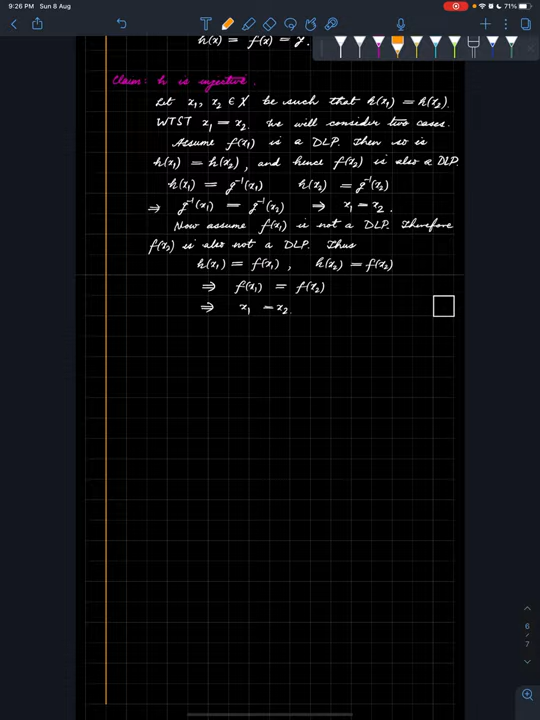 9:26 PM Sun 8 Aug
71%
h(x) = f(x) = y.
Claim: h is injective.
Let x₁, x₂ ∈ X be such that h(x₁) = h(x₂).
WTST x₁ = x₂. We will consider two cases.
Assume f(x₁) is a DLP. Then so is
h(x₁) = h(x₂), and hence f(x₂) is also a DLP.
h(x₁) = g⁻¹(x₁) h(x₂) = g⁻¹(x₂)
⇒ g⁻¹(x₁) = g⁻¹(x₂) ⇒ x₁ = x₂.
Now assume f(x₁) is not a DLP. Therefore
f(x₂) is also not a DLP. Thus
h(x₁) = f(x₁), h(x₂) = f(x₂)
⇒ f(x₁) = f(x₂)
⇒ x₁ = x₂.
6
/
7